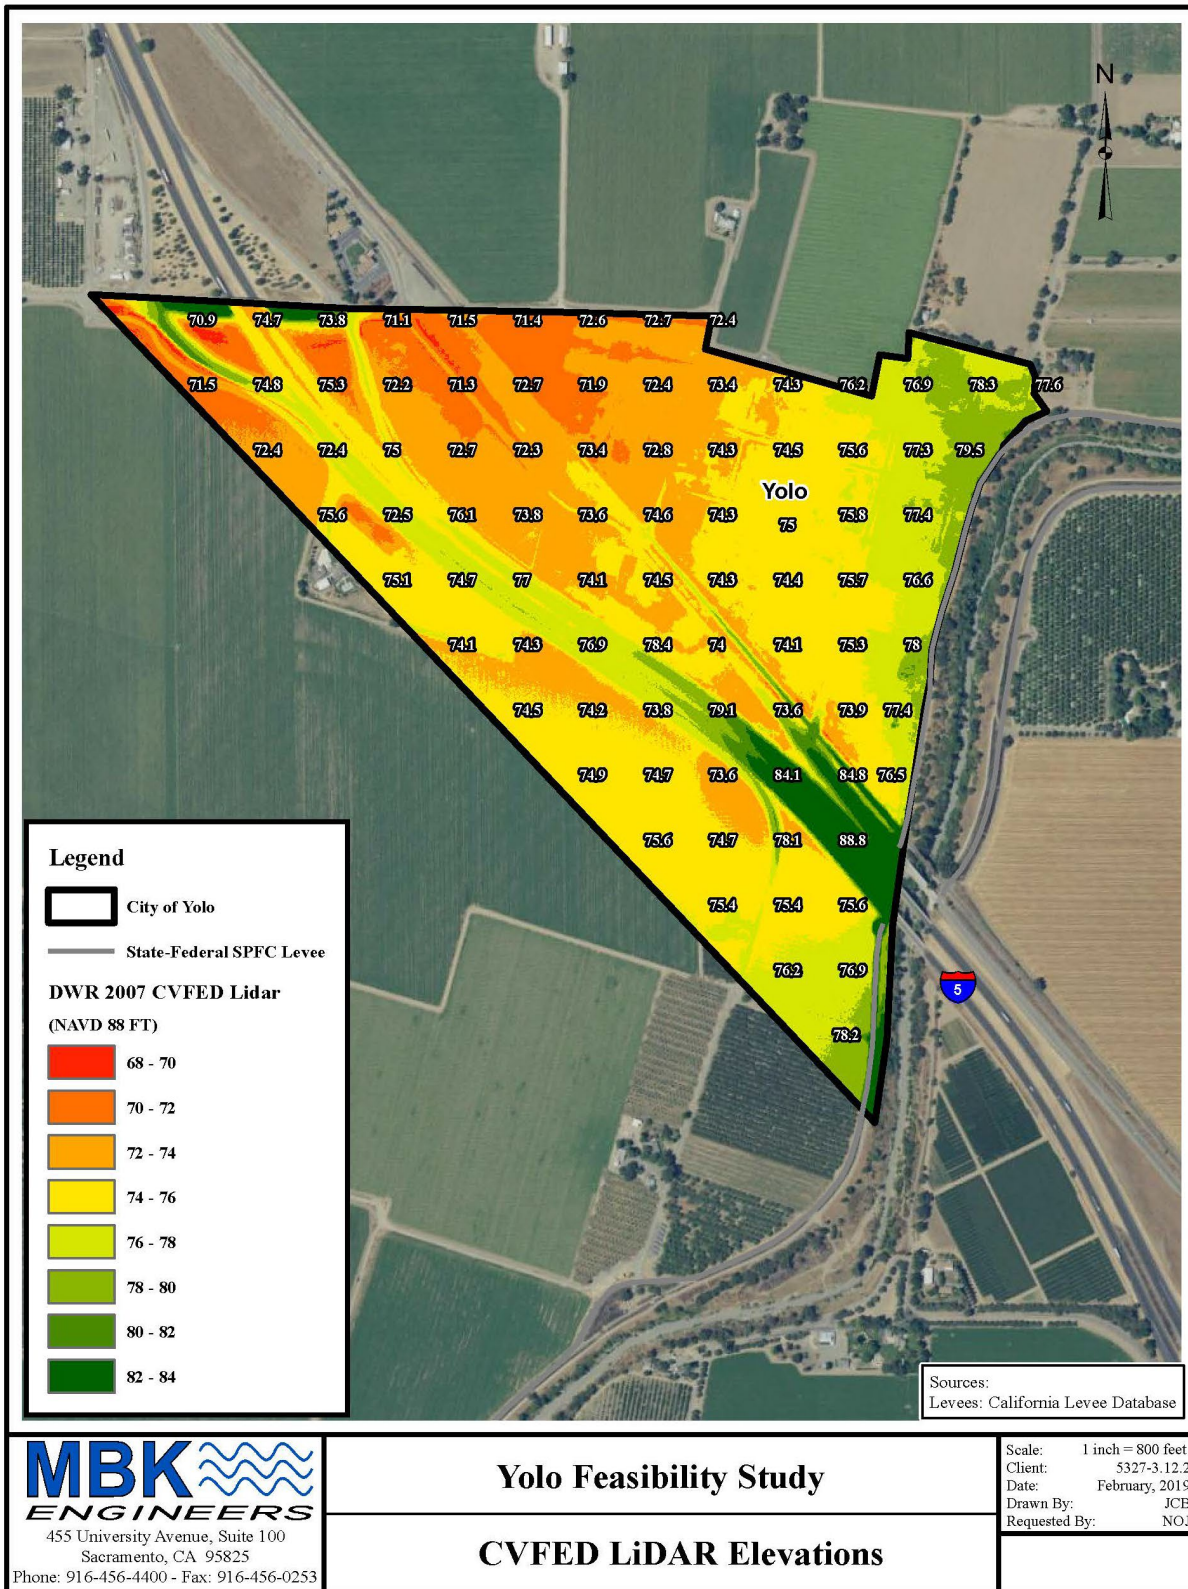 N
70.9 74.7 73.8 71.1 71.5 71.4 72.6 72.7 72.4
71.5 74.8 75.3 72.2 71.3 72.7 71.9 72.4 73.4 74.3 76.2 76.9 78.3 77.6
72.4 72.4 75 72.7 72.3 73.4 72.8 74.3 74.5 75.6 77.3 79.5
Yolo
75.6 72.5 76.1 73.8 73.6 74.6 74.3 75 75.8 77.4
75.1 74.7 77 74.1 74.5 74.3 74.4 75.7 76.6
74.1 74.3 76.9 78.4 74 74.1 75.3 78
74.5 74.2 73.8 79.1 73.6 73.9 77.4
74.9 74.7 73.6 84.1 84.8 76.5
75.6 74.7 78.1 88.8
75.4 75.4 75.6
76.2 76.9
5
78.2
Legend
City of Yolo
State-Federal SPFC Levee
DWR 2007 CVFED Lidar
(NAVD 88 FT)
68 - 70
70 - 72
72 - 74
74 - 76
76 - 78
78 - 80
80 - 82
82 - 84
Sources:
Levees: California Levee Database
MBK
ENGINEERS
455 University Avenue, Suite 100
Sacramento, CA 95825
Phone: 916-456-4400 - Fax: 916-456-0253
Yolo Feasibility Study
CVFED LiDAR Elevations
Scale: 1 inch = 800 feet
Client: 5327-3.12.2
Date: February, 2019
Drawn By: JCB
Requested By: NOJ